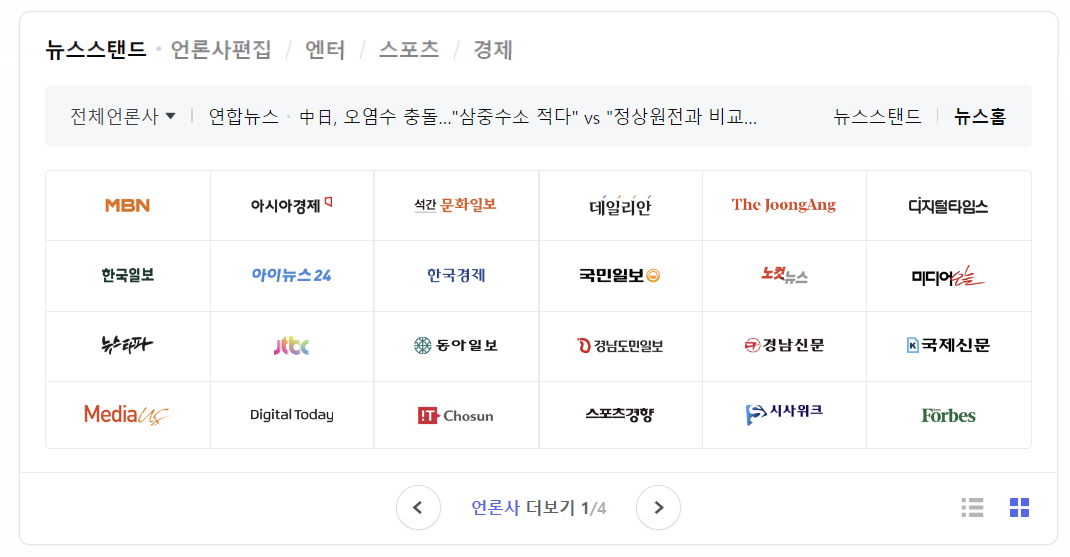 뉴스스탠드 · 언론사편집 / 엔터 / 스포츠 / 경제
전체언론사 연합뉴스 · 中日, 오염수 충돌..."삼중수소 적다" vs "정상원전과 비교... 뉴스스탠드 뉴스홈
MBN 아시아경제 석간 문화일보 데일리안 The JoongAng 디지털타임스
한국일보 아이뉴스24 한국경제 국민일보 노컷뉴스 미디어오늘
뉴스타파 jtbc 동아일보 경남도민일보 경남신문 K 국제신문
Media us Digital Today IT Chosun 스포츠경향 시사위크 Forbes
언론사 더보기 1/4